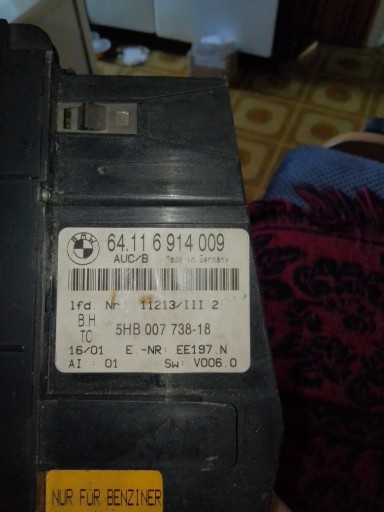 BMW
64.11 6 914 009
AUC/B Made in Germany
lfd. Nr. 11213/III 2
BH
TC 5HB 007 738-18
16/01 E.-NR: EE197.N
AI : 01 SW: V006.0
NUR FÜR BENZINER